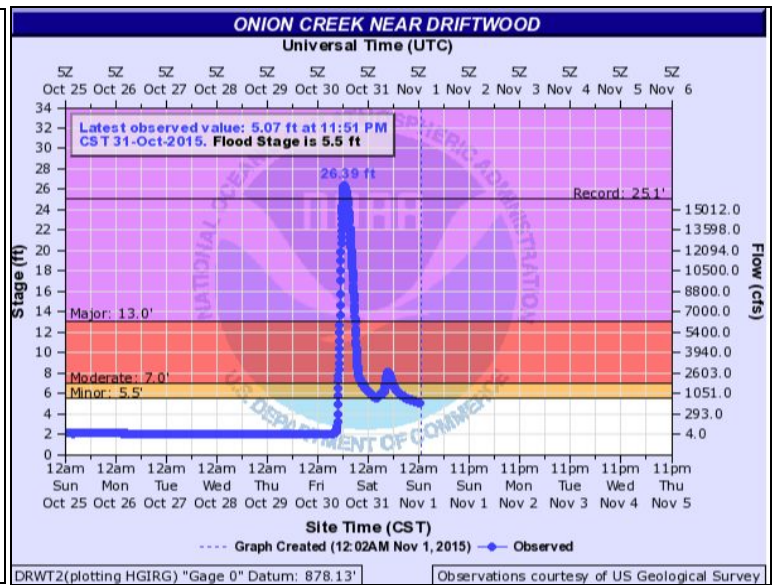 ONION CREEK NEAR DRIFTWOOD
Universal Time (UTC)
5Z 5Z 5Z 5Z 5Z 5Z 5Z 5Z 5Z 5Z 5Z 5Z 5Z
Oct 25 Oct 26 Oct 27 Oct 28 Oct 29 Oct 30 Oct 31 Nov 1 Nov 2 Nov 3 Nov 4 Nov 5 Nov 6
34
32
30
28
26
24
22
20
18
16
14
12
10
8
6
4
2
0
Stage (ft)
Latest observed value: 5.07 ft at 11:51 PM
CST 31-Oct-2015. Flood Stage is 5.5 ft
26.39 ft
Record: 25.1'
Major: 13.0'
Moderate: 7.0'
Minor: 5.5'
NATIONAL OCEANIC AND ATMOSPHERIC ADMINISTRATION
NOAA
U.S. DEPARTMENT OF COMMERCE
15012.0
13598.0
12094.0
10500.0
8800.0
7000.0
5400.0
3940.0
2603.0
1051.0
293.0
4.0
Flow (cfs)
12am 12am 12am 12am 12am 12am 12am 12am 11pm 11pm 11pm 11pm 11pm
Sun Mon Tue Wed Thu Fri Sat Sun Sun Mon Tue Wed Thu
Oct 25 Oct 26 Oct 27 Oct 28 Oct 29 Oct 30 Oct 31 Nov 1 Nov 1 Nov 2 Nov 3 Nov 4 Nov 5
Site Time (CST)
Graph Created (12:02AM Nov 1, 2015) Observed
DRWT2(plotting HGIRG) "Gage 0" Datum: 878.13'
Observations courtesy of US Geological Survey